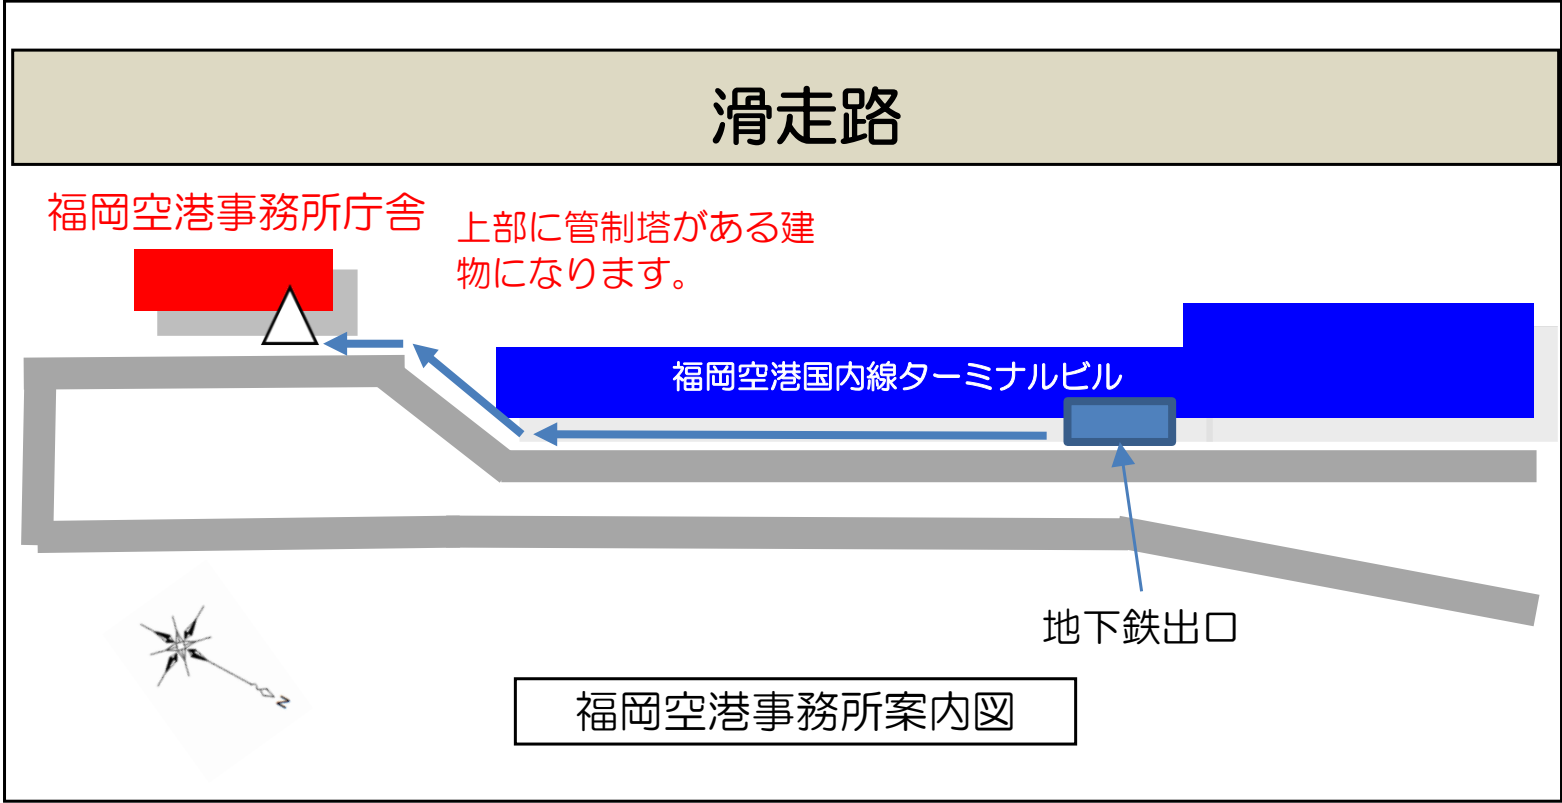 滑走路
福岡空港事務所庁舎
上部に管制塔がある建
物になります。
福岡空港国内線ターミナルビル
地下鉄出口
N
福岡空港事務所案内図